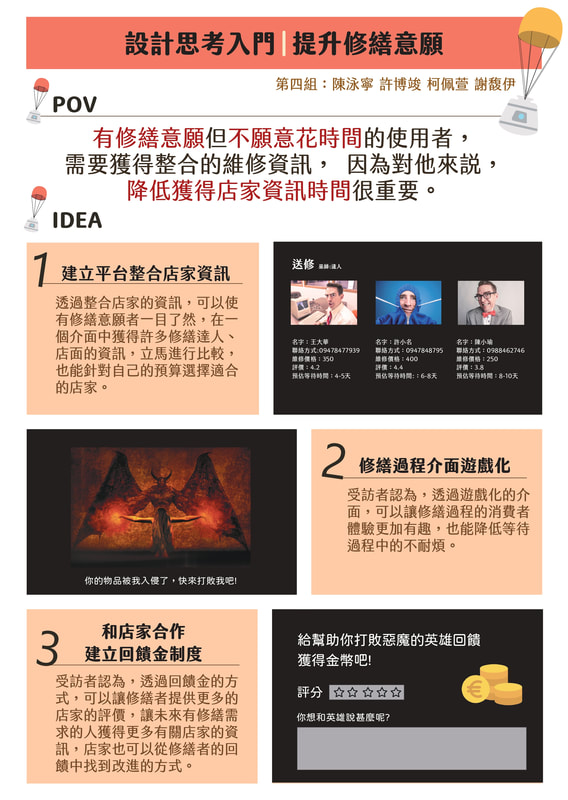 設計思考入門|提升修繕意願
第四組：陳泳寧 許博竣 柯佩萱 謝馥伊
POV
有修繕意願但不願意花時間的使用者，
需要獲得整合的維修資訊， 因為對他來說，
降低獲得店家資訊時間很重要。
IDEA
1 建立平台整合店家資訊
透過整合店家的資訊，可以使
有修繕意願者一目了然，在一
個介面中獲得許多修繕達人、
店面的資訊，立馬進行比較，
也能針對自己的預算選擇適合
的店家。
送修
名字：王大華
聯絡方式:09478477939
維修價格：350
評價：4.2
預估等待時間：4-5天
名字：許小名
聯絡方式:0947848795
維修價格：400
評價：4.4
預估等待時間：: 6-8天
名字：陳小瑜
聯絡方式：0988462746
維修價格：250
評價：3.8
預估等待時間：8-10天
你的物品被我入侵了，快來打敗我吧!
2 修繕過程介面遊戲化
受訪者認為，透過遊戲化的介
面，可以讓修繕過程的消費者
體驗更加有趣，也能降低等待
過程中的不耐煩。
3 和店家合作
建立回饋金制度
受訪者認為，透過回饋金的方
式，可以讓修繕者提供更多的
店家的評價，讓未來有修繕需
求的人獲得更多有關店家的資
訊，店家也可以從修繕者的回
饋中找到改進的方式。
給幫助你打敗惡魔的英雄回饋
獲得金幣吧!
評分
你想和英雄說甚麼呢?